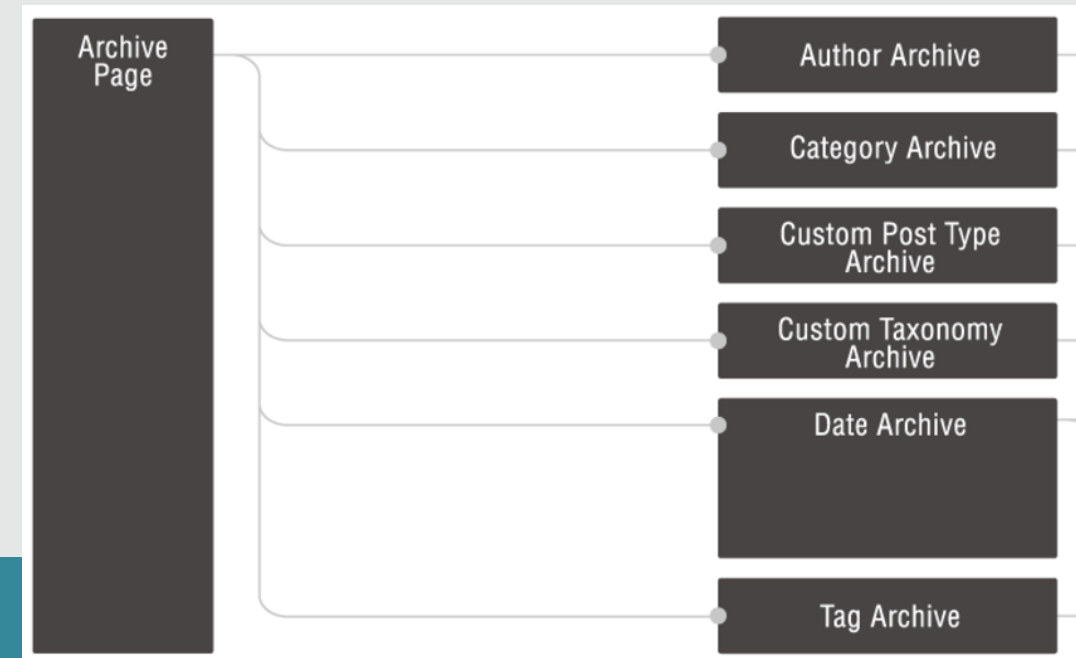 Archive
Page
Author Archive
Category Archive
Custom Post Type
Archive
Custom Taxonomy
Archive
Date Archive
Tag Archive